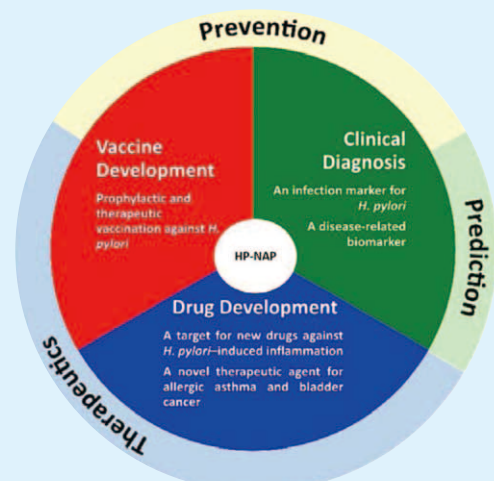 Prevention
Vaccine
Development
Prophylactic and
therapeutic
vaccination against H.
pylori
Clinical
Diagnosis
An infection marker for
H. pylori
A disease-related
biomarker
Prediction
HP-NAP
Drug Development
A target for new drugs against
H. pylori–induced inflammation
A novel therapeutic agent for
allergic asthma and bladder
cancer
Therapeutics